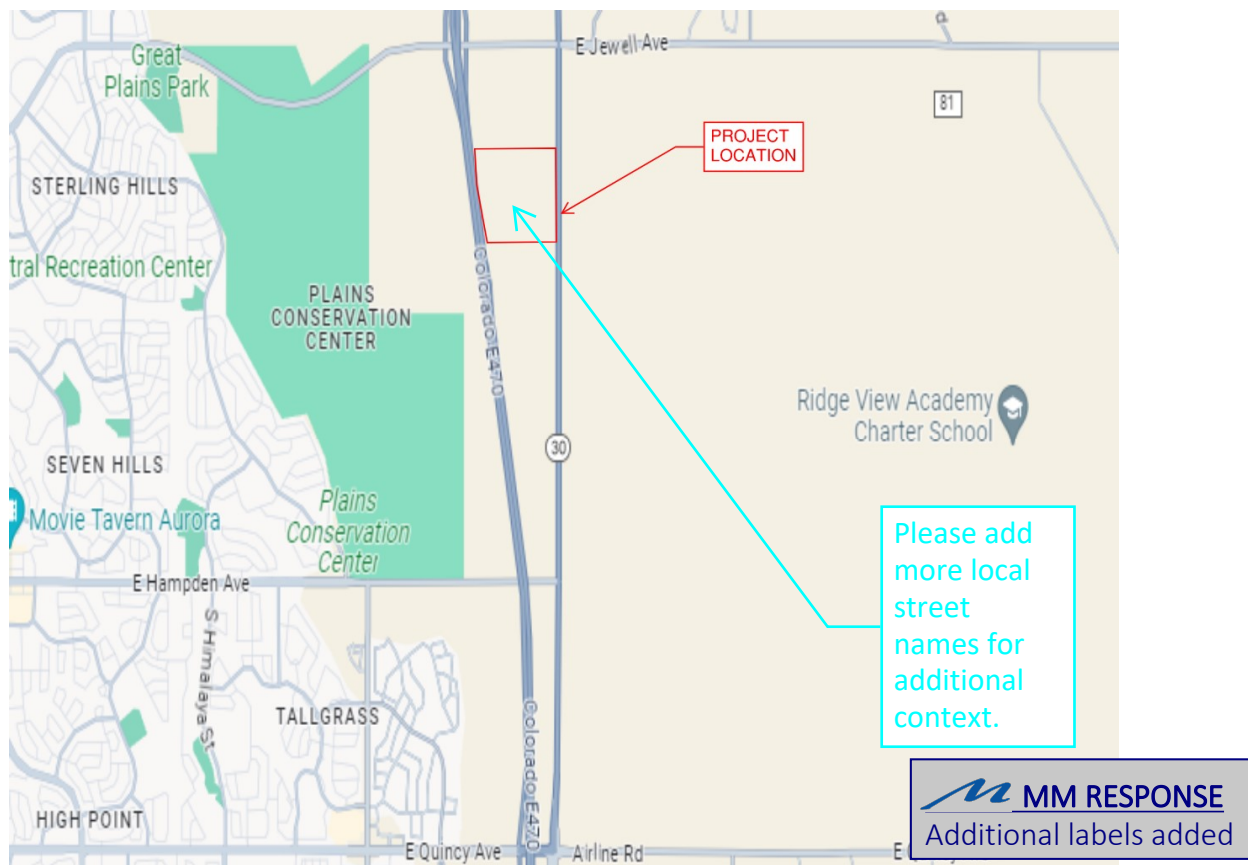 E Jewell Ave
Great
Plains Park
81
PROJECT
LOCATION
STERLING HILLS
tral Recreation Center
PLAINS
CONSERVATION
CENTER
Colorado E470
Ridge View Academy
Charter School
30
SEVEN HILLS
Movie Tavern Aurora
Plains
Conservation
Center
E Hampden Ave
S Himalaya St
Please add
more local
street
names for
additional
context.
TALLGRASS
Colorado E470
HIGH POINT
E Quincy Ave
Airline Rd
E
MM RESPONSE
Additional labels added